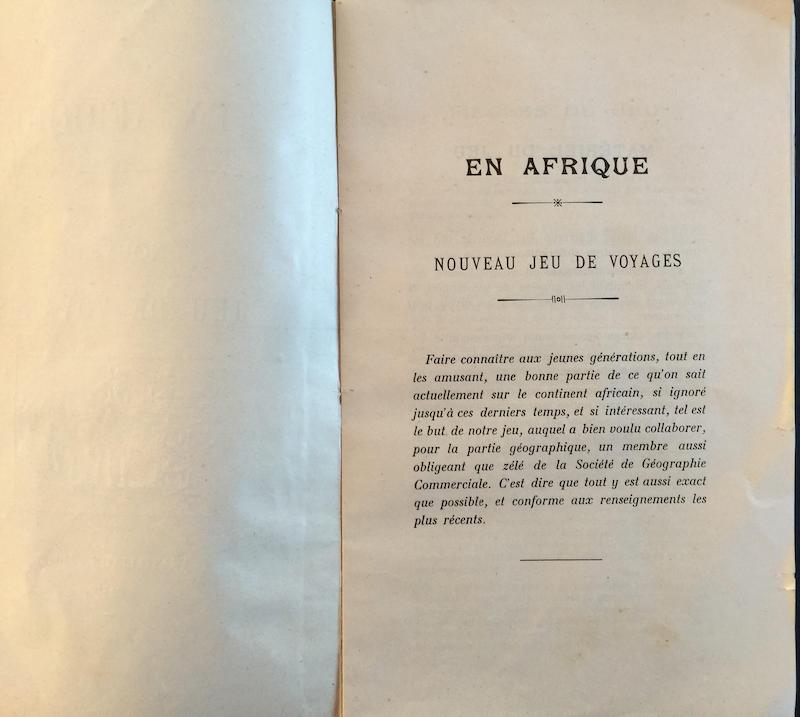 EN AFRIQUE
NOUVEAU JEU DE VOYAGES
Faire connaître aux jeunes générations, tout en
les amusant, une bonne partie de ce qu'on sait
actuellement sur le continent africain, si ignoré
jusqu'à ces derniers temps, et si intéressant, tel est
le but de notre jeu, auquel a bien voulu collaborer,
pour la partie géographique, un membre aussi
obligeant que zélé de la Société de Géographie
Commerciale. C'est dire que tout y est aussi exact
que possible, et conforme aux renseignements les
plus récents.